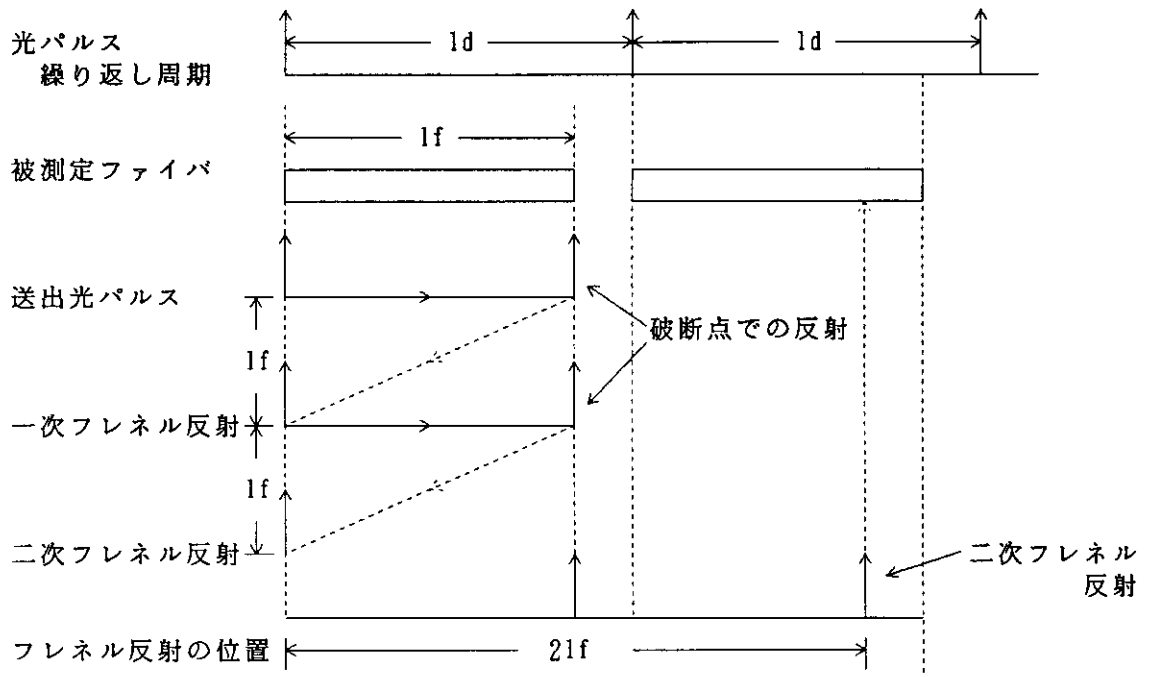 光パルス
繰り返し周期
ld
ld
lf
被測定ファイバ
送出光パルス
破断点での反射
lf
一次フレネル反射
lf
二次フレネル反射
二次フレネル
反射
フレネル反射の位置
2lf